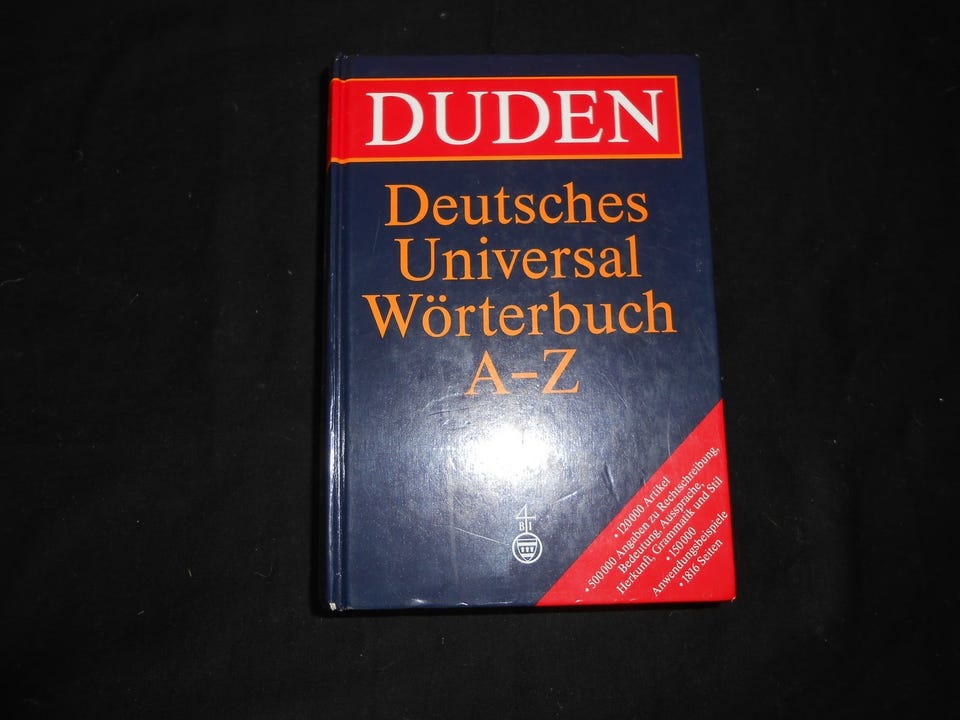 DUDEN
Deutsches
Universal
Wörterbuch
A–Z
• 120000 Artikel
• 500000 Angaben zu Rechtschreibung,
Bedeutung, Aussprache,
Herkunft, Grammatik und Stil
• 150000
Anwendungsbeispiele
• 1816 Seiten
B I